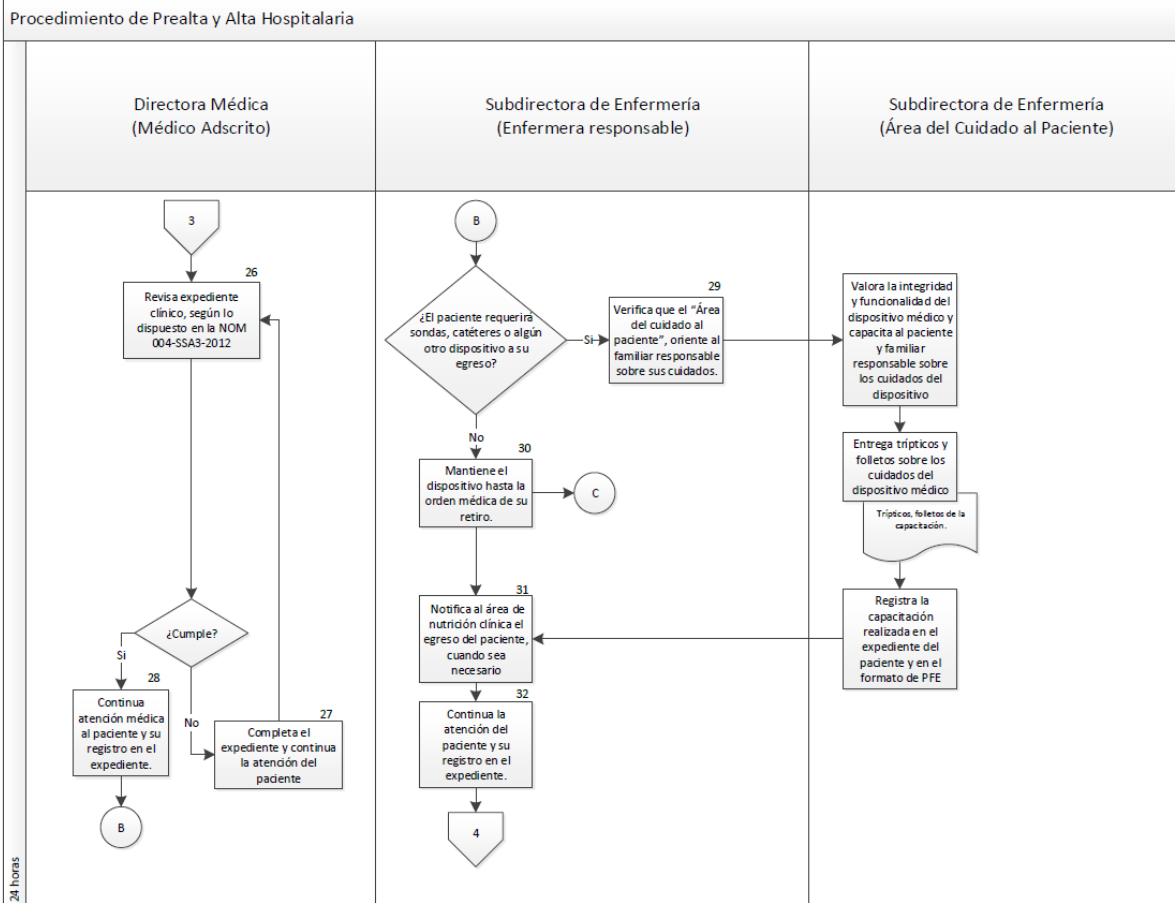 Procedimiento de Prealta y Alta Hospitalaria
Directora Médica
(Médico Adscrito)
Subdirectora de Enfermería
(Enfermera responsable)
Subdirectora de Enfermería
(Área del Cuidado al Paciente)
24 horas
3
26
Revisa expediente
clínico, según lo
dispuesto en la NOM
004-SSA3-2012
¿Cumple?
Si
No
28
Continua
atención médica
al paciente y su
registro en el
expediente.
27
Completa el
expediente y continua
la atención del
paciente
B
B
¿El paciente requerirá
sondas, catéteres o algún
otro dispositivo a su
egreso?
Si
No
29
Verifica que el “Área
del cuidado al
paciente”, oriente al
familiar responsable
sobre sus cuidados.
30
Mantiene el
dispositivo hasta la
orden médica de su
retiro.
C
31
Notifica al área de
nutrición clínica el
egreso del paciente,
cuando sea
necesario
32
Continua la
atención del
paciente y su
registro en el
expediente.
4
Valora la integridad
y funcionalidad del
dispositivo médico y
capacita al paciente
y familiar
responsable sobre
los cuidados del
dispositivo
Entrega trípticos y
folletos sobre los
cuidados del
dispositivo médico
Trípticos, folletos de la
capacitación.
Registra la
capacitación
realizada en el
expediente del
paciente y en el
formato de PFE